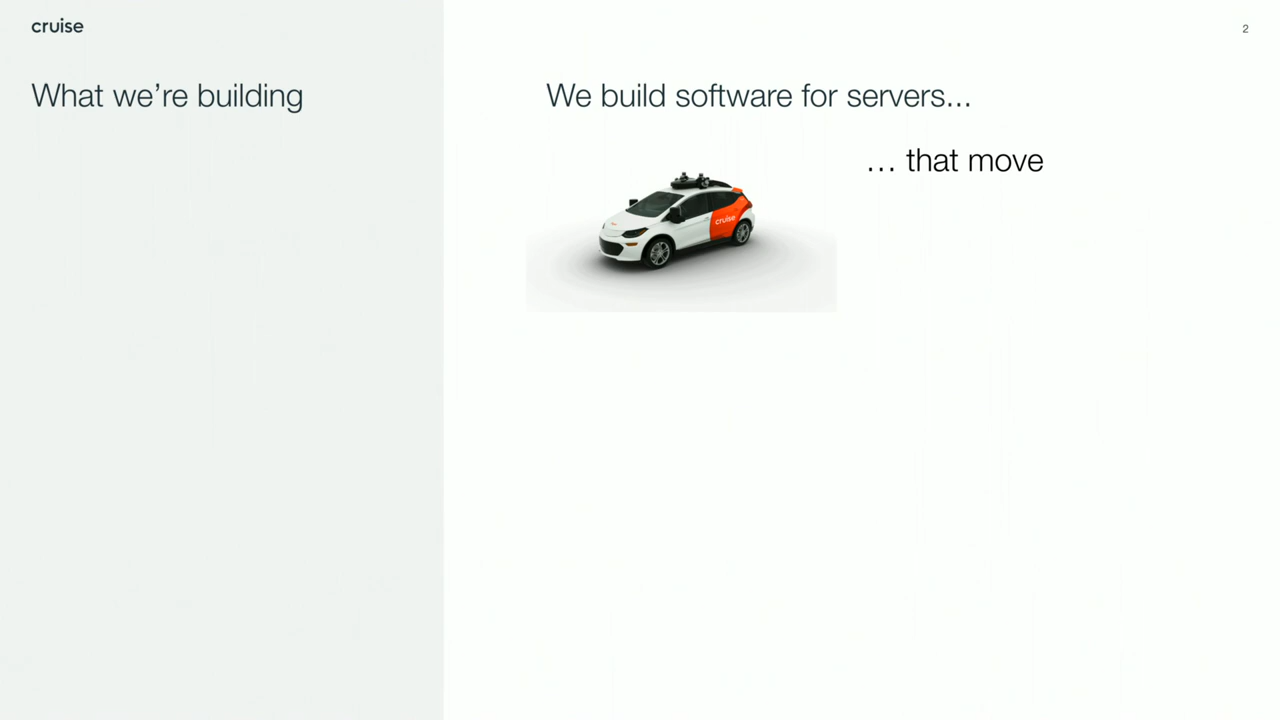 cruise
2
What we’re building
We build software for servers...
… that move
cruise